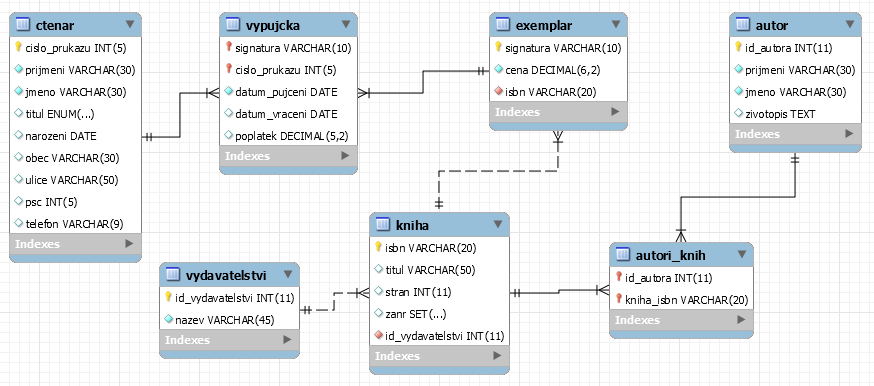 ctenar
cislo_prukazu INT(5)
prijmeni VARCHAR(30)
jmeno VARCHAR(30)
titul ENUM(...)
narozeni DATE
obec VARCHAR(30)
ulice VARCHAR(50)
psc INT(5)
telefon VARCHAR(9)
Indexes
vypujcka
signatura VARCHAR(10)
cislo_prukazu INT(5)
datum_pujceni DATE
datum_vraceni DATE
poplatek DECIMAL(5,2)
Indexes
exemplar
signatura VARCHAR(10)
cena DECIMAL(6,2)
isbn VARCHAR(20)
Indexes
autor
id_autora INT(11)
prijmeni VARCHAR(30)
jmeno VARCHAR(30)
zivotopis TEXT
Indexes
vydavatelstvi
id_vydavatelstvi INT(11)
nazev VARCHAR(45)
Indexes
kniha
isbn VARCHAR(20)
titul VARCHAR(50)
stran INT(11)
zanr SET(...)
id_vydavatelstvi INT(11)
Indexes
autori_knih
id_autora INT(11)
kniha_isbn VARCHAR(20)
Indexes